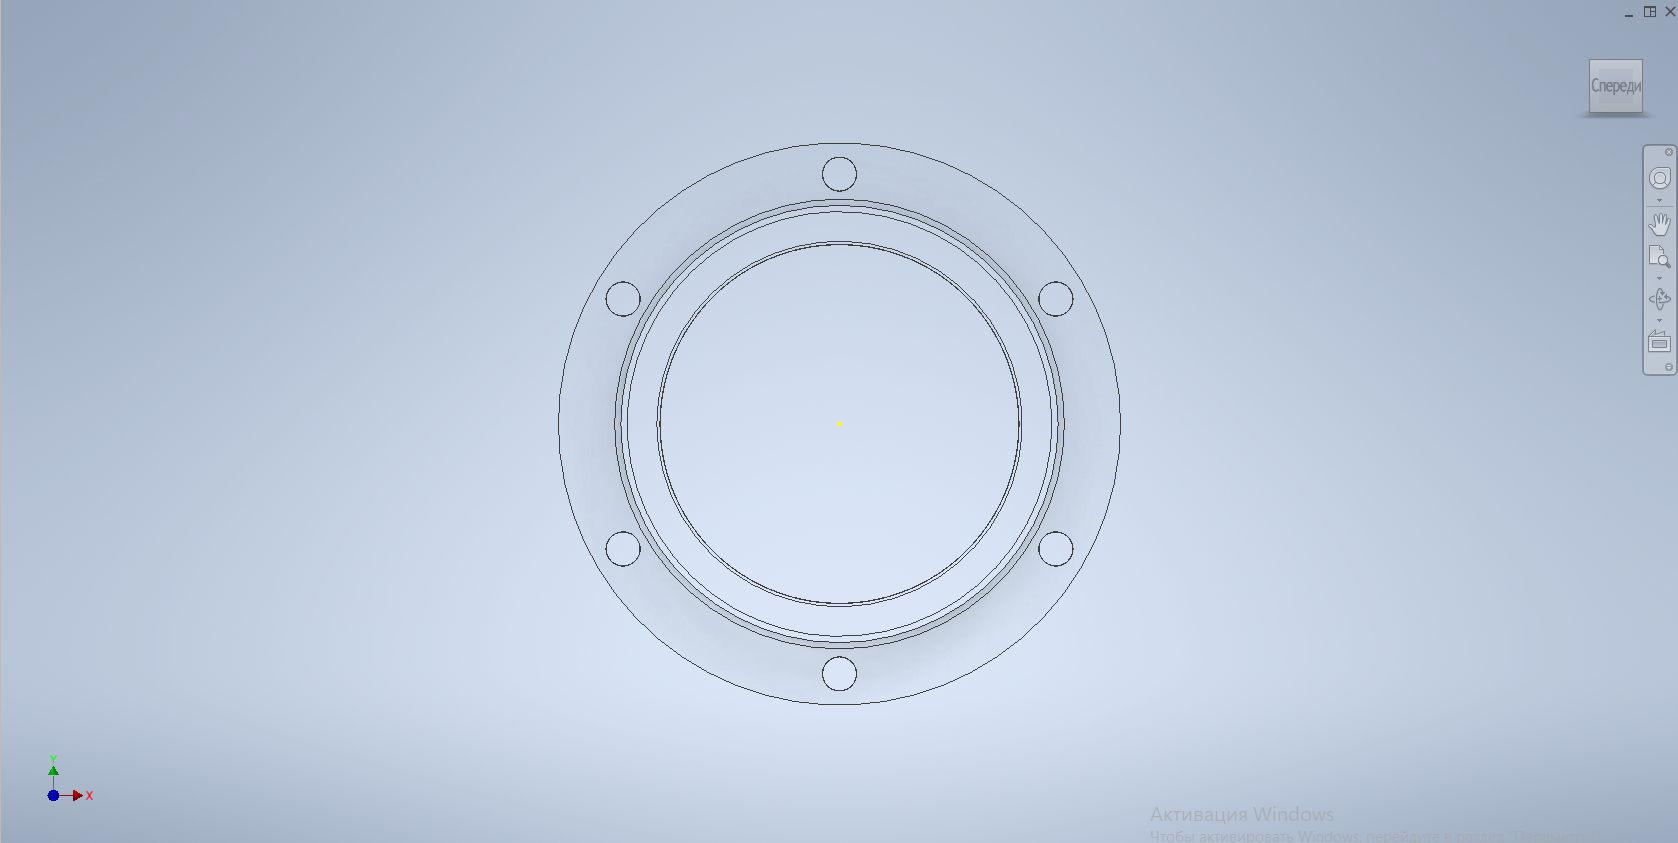 Спереди
Y
X
Активация Windows
Чтобы активировать Windows, перейдите в раздел